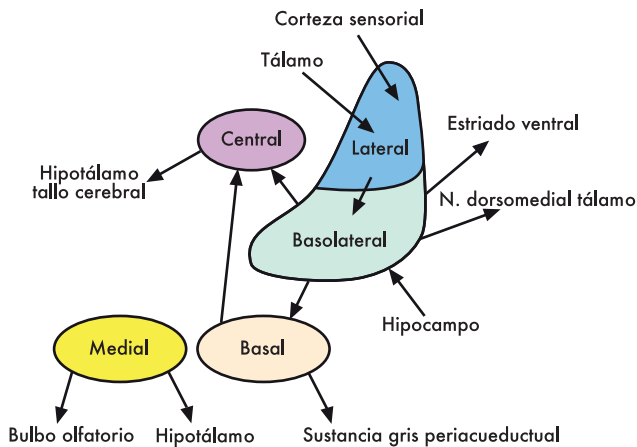 Corteza sensorial
Tálamo
Central
Lateral
Estriado ventral
Hipotálamo
tallo cerebral
N. dorsomedial tálamo
Basolateral
Hipocampo
Medial
Basal
Bulbo olfatorio
Hipotálamo
Sustancia gris periacueductual